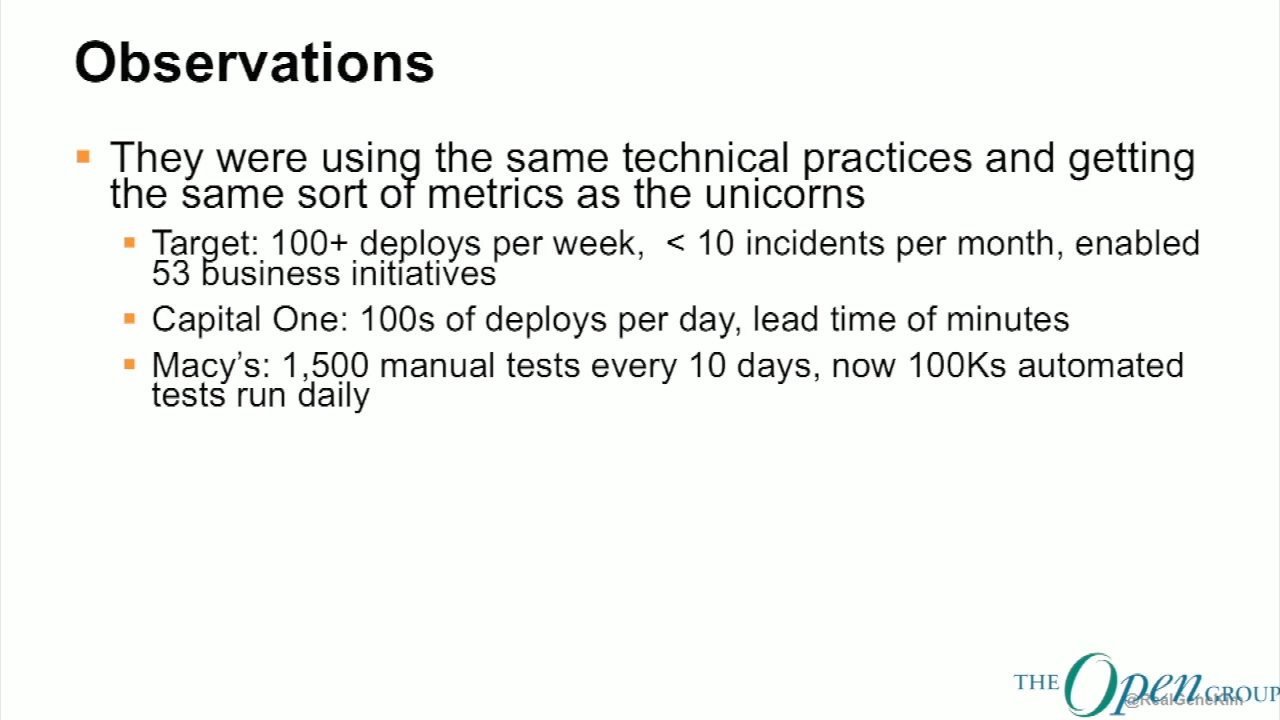 Observations
They were using the same technical practices and getting
the same sort of metrics as the unicorns
Target: 100+ deploys per week,  < 10 incidents per month, enabled
53 business initiatives
Capital One: 100s of deploys per day, lead time of minutes
Macy’s: 1,500 manual tests every 10 days, now 100Ks automated
tests run daily
THE Open GROUP
@RealGeneKim